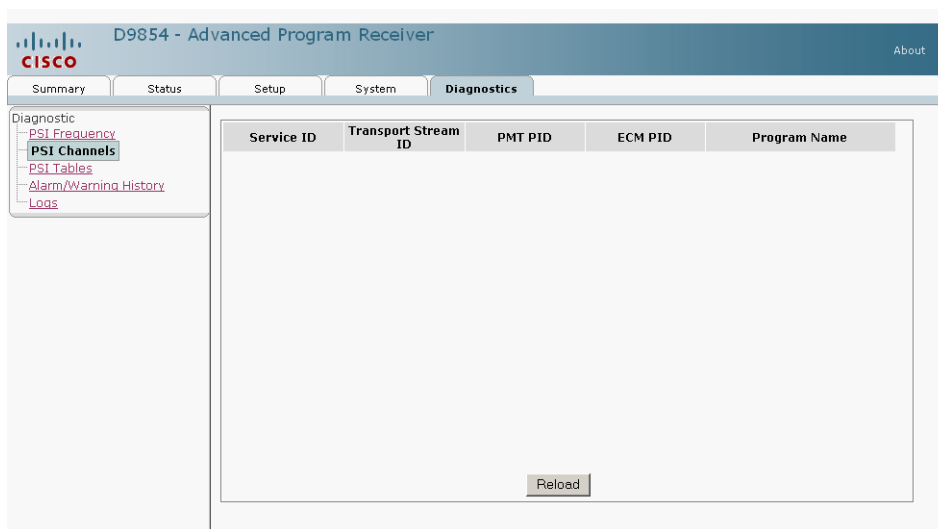 D9854 - Advanced Program Receiver
CISCO
About
Summary Status Setup System Diagnostics
Diagnostic
PSI Frequency
PSI Channels
PSI Tables
Alarm/Warning History
Logs
Service ID Transport Stream ID PMT PID ECM PID Program Name
Reload